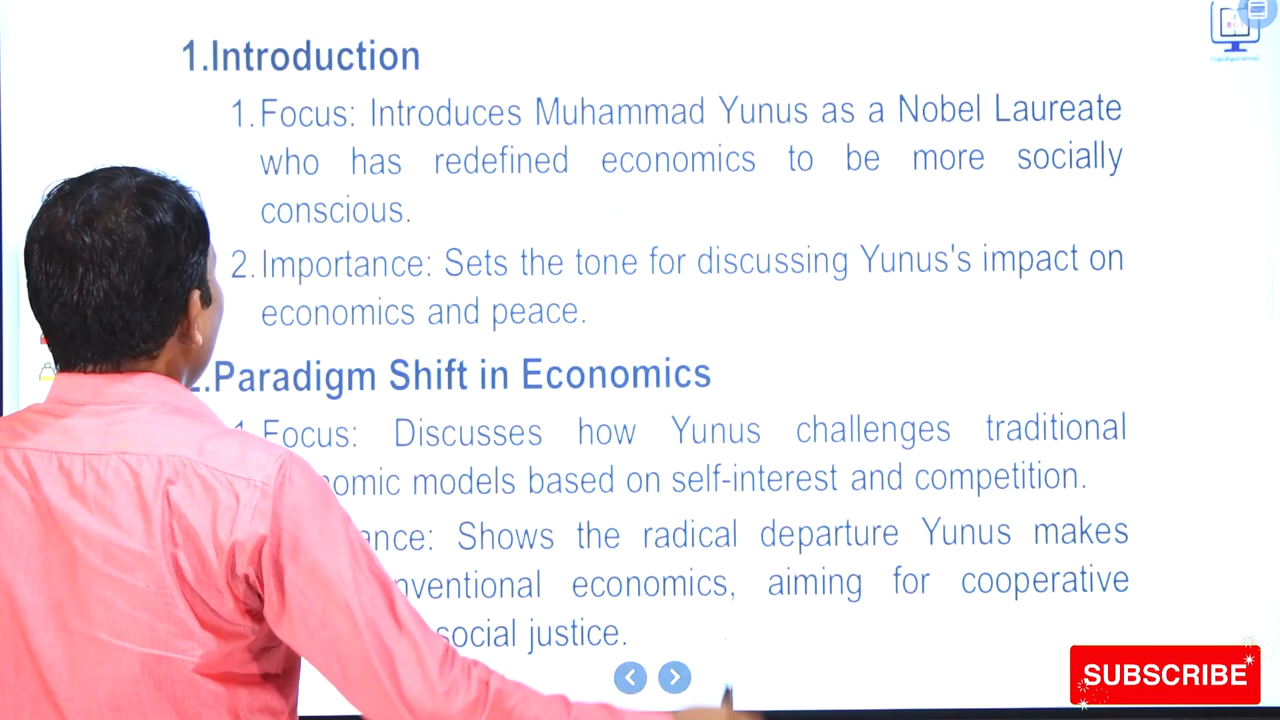 1.Introduction
1. Focus: Introduces Muhammad Yunus as a Nobel Laureate
who has redefined economics to be more socially
conscious.
2. Importance: Sets the tone for discussing Yunus's impact on
economics and peace.
.Paradigm Shift in Economics
Focus: Discusses how Yunus challenges traditional
omic models based on self-interest and competition.
ance: Shows the radical departure Yunus makes
nventional economics, aiming for cooperative
social justice.
SUBSCRIBE